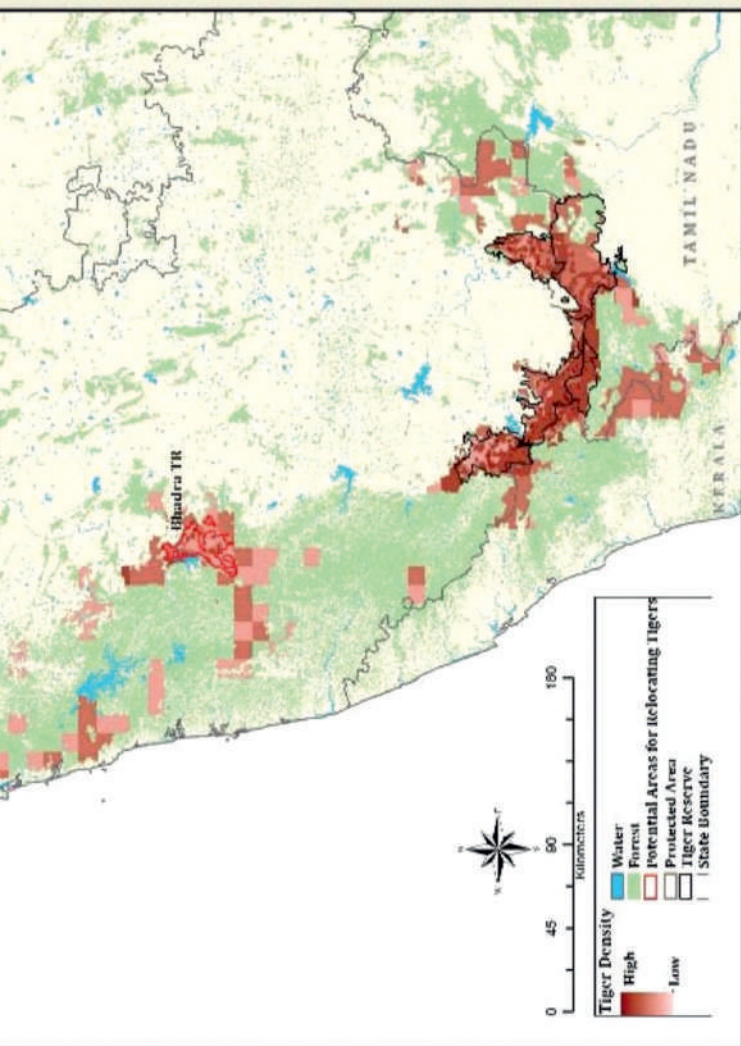 Bhadra TR
TAMIL NADU
KERALA
0 45 90 180
Kilometers
Tiger Density
High
Low
Water
Forest
Potential Areas for Relocating Tigers
Protected Area
Tiger Reserve
State Boundary